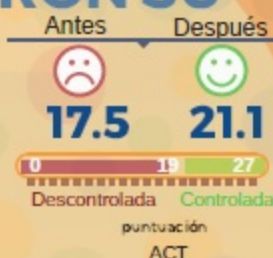 Antes Después
17.5 21.1
0 19 27
Descontrolada Controlada
puntuación
ACT